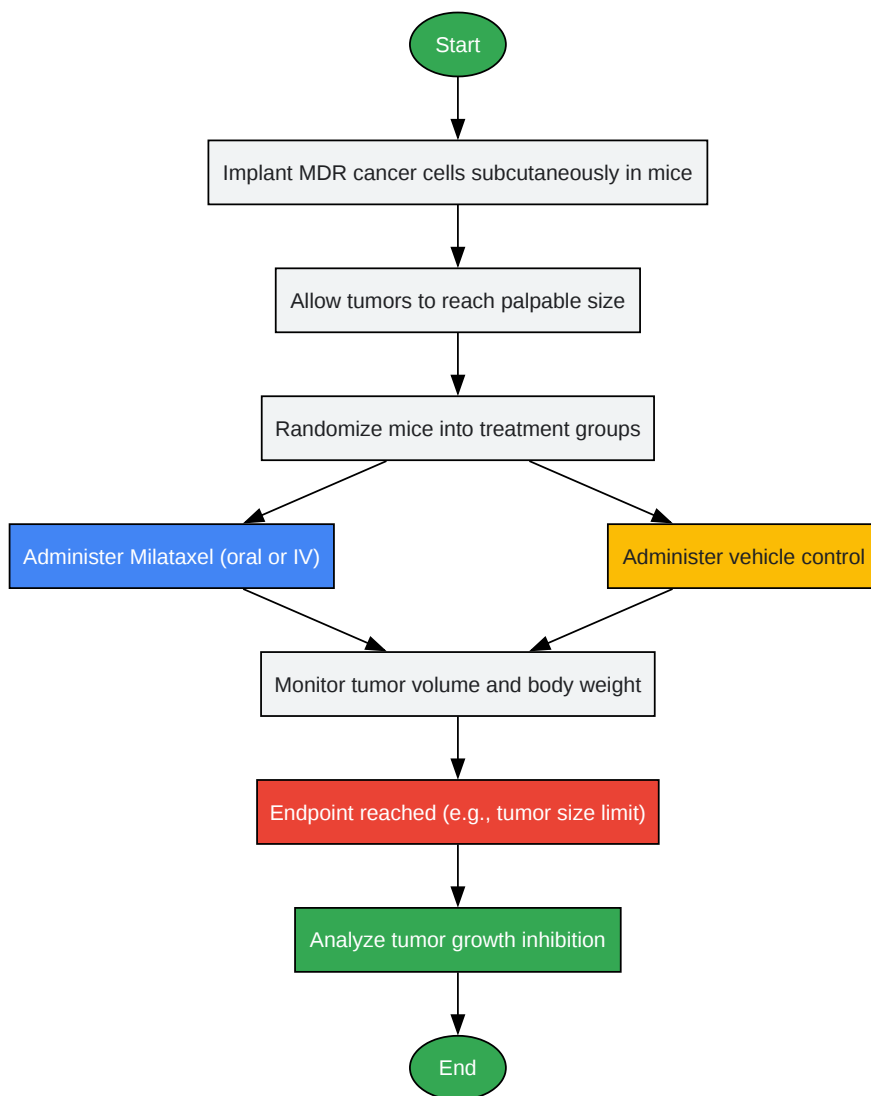 Start
Implant MDR cancer cells subcutaneously in mice
Allow tumors to reach palpable size
Randomize mice into treatment groups
Administer Milataxel (oral or IV)
Administer vehicle control
Monitor tumor volume and body weight
Endpoint reached (e.g., tumor size limit)
Analyze tumor growth inhibition
End